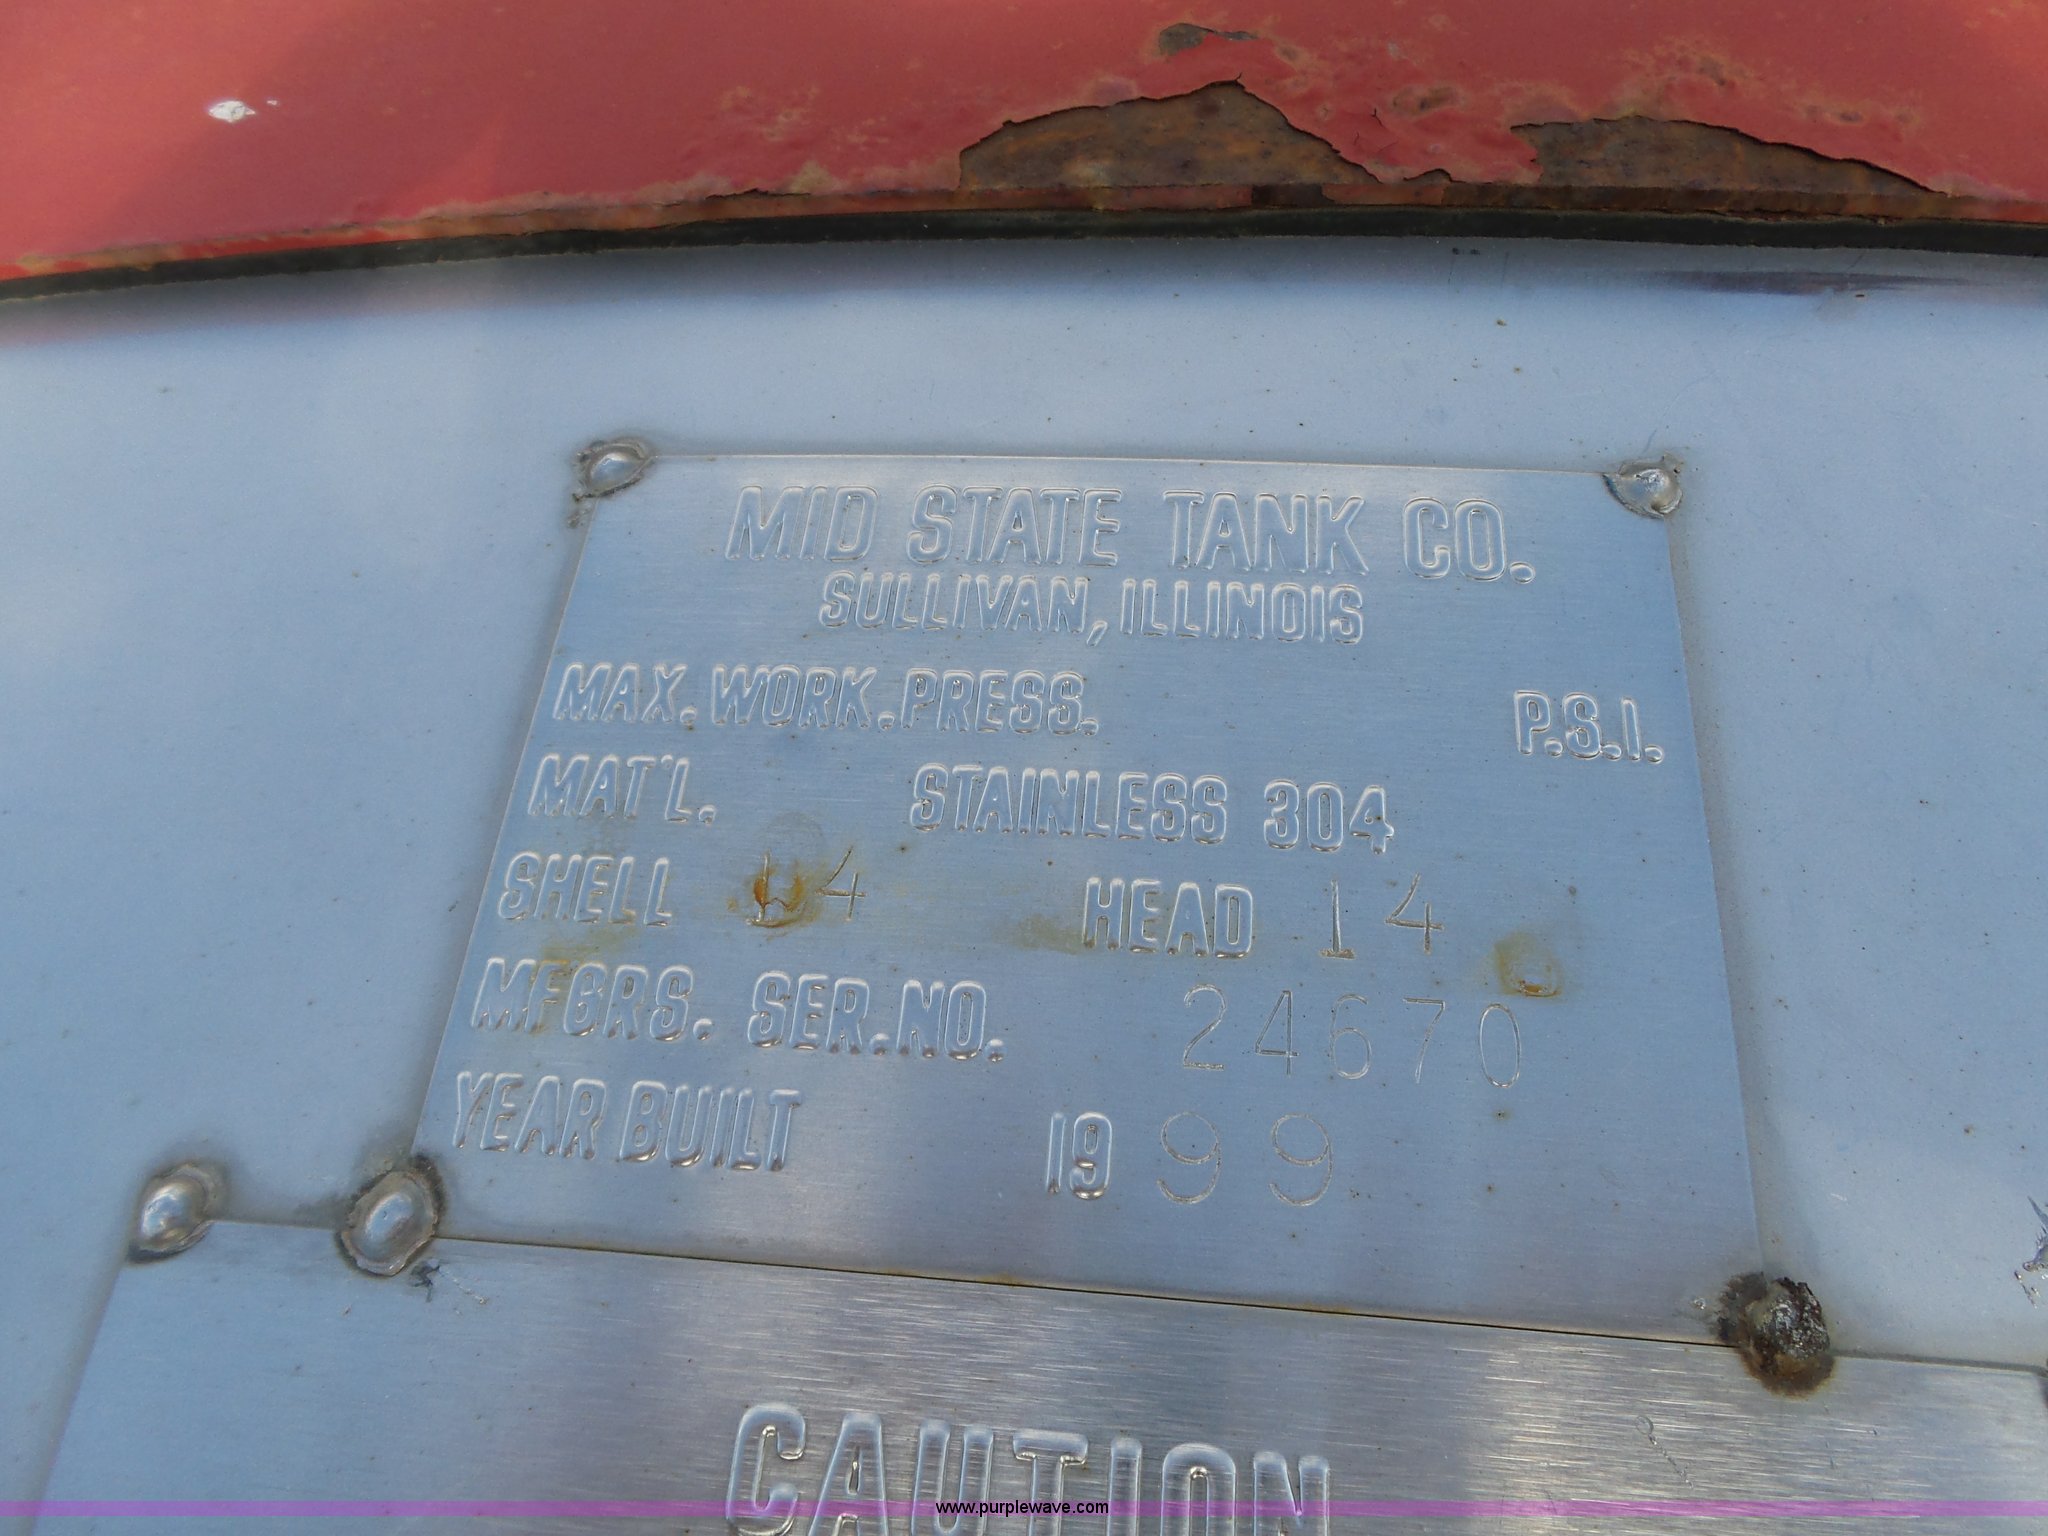 MID STATE TANK CO.
SULLIVAN, ILLINOIS
MAX. WORK. PRESS. P.S.I.
MAT'L. STAINLESS 304
SHELL 14 HEAD 14
MFGRS. SER. NO. 24670
YEAR BUILT 1999
CAUTION
www.purplewave.com